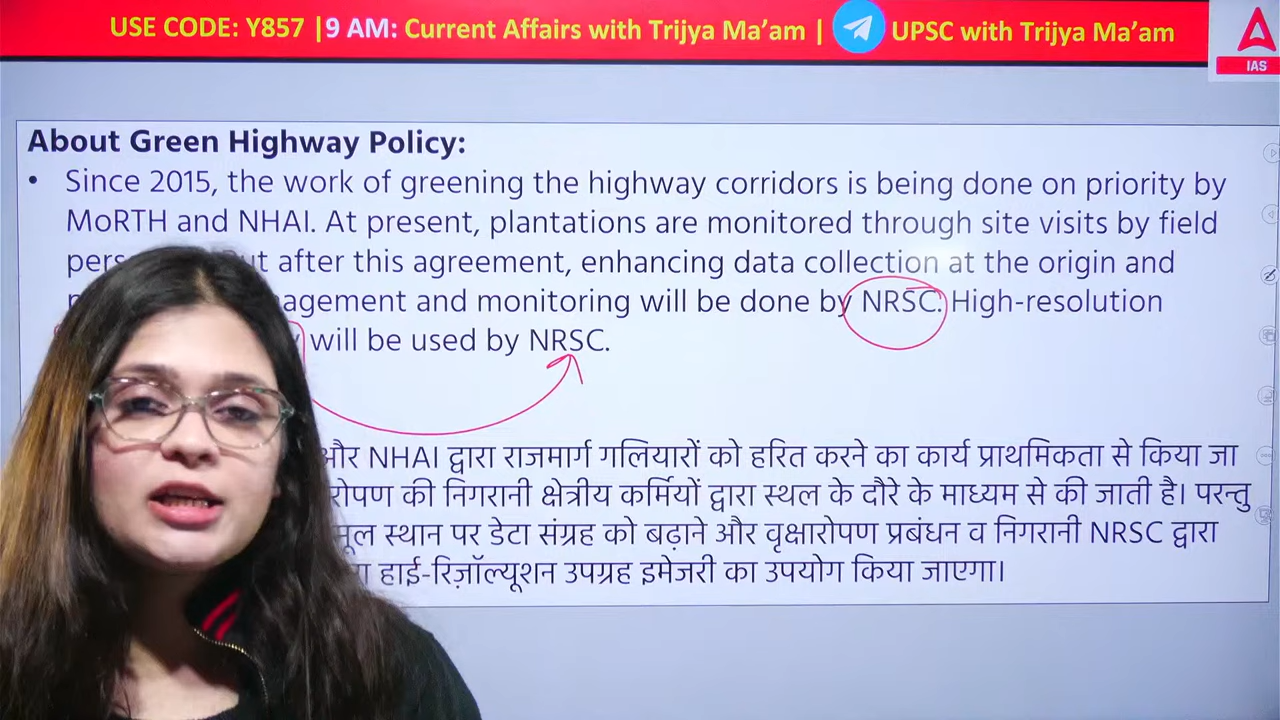 USE CODE: Y857 |9 AM: Current Affairs with Trijya Ma’am | UPSC with Trijya Ma’am
IAS
About Green Highway Policy:
• Since 2015, the work of greening the highway corridors is being done on priority by
MoRTH and NHAI. At present, plantations are monitored through site visits by field
But after this agreement, enhancing data collection at the origin and
and monitoring will be done by NRSC. High-resolution
will be used by NRSC.
और NHAI द्वारा राजमार्ग गलियारों को हरित करने का कार्य प्राथमिकता से किया जा
की निगरानी क्षेत्रीय कर्मियों द्वारा स्थल के दौरे के माध्यम से की जाती है। परन्तु
मूल स्थान पर डेटा संग्रह को बढ़ाने और वृक्षारोपण प्रबंधन व निगरानी NRSC द्वारा
हाई-रिज़ॉल्यूशन उपग्रह इमेजरी का उपयोग किया जाएगा।